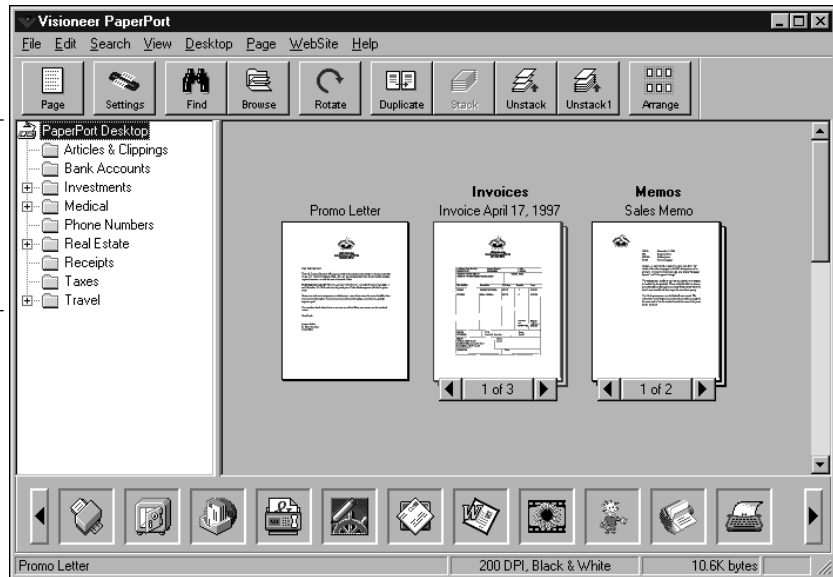 Visioneer PaperPort
File Edit Search View Desktop Page WebSite Help
Page Settings Find Browse Rotate Duplicate Stack Unstack Unstack1 Arrange
PaperPort Desktop
Articles & Clippings
Bank Accounts
Investments
Medical
Phone Numbers
Real Estate
Receipts
Taxes
Travel
Invoices Memos
Promo Letter Invoice April 17, 1997 Sales Memo
1 of 3 1 of 2
W
Promo Letter 200 DPI, Black & White 10.6K bytes